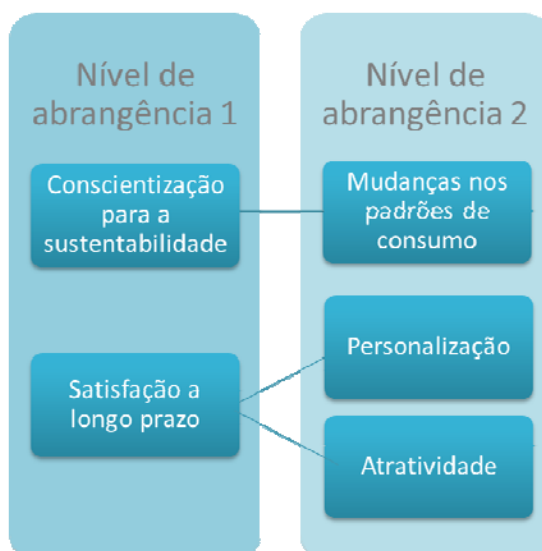 Nível de
abrangência 1
Conscientização
para a
sustentabilidade
Satisfação a
longo prazo
Nível de
abrangência 2
Mudanças nos
padrões de
consumo
Personalização
Atratividade